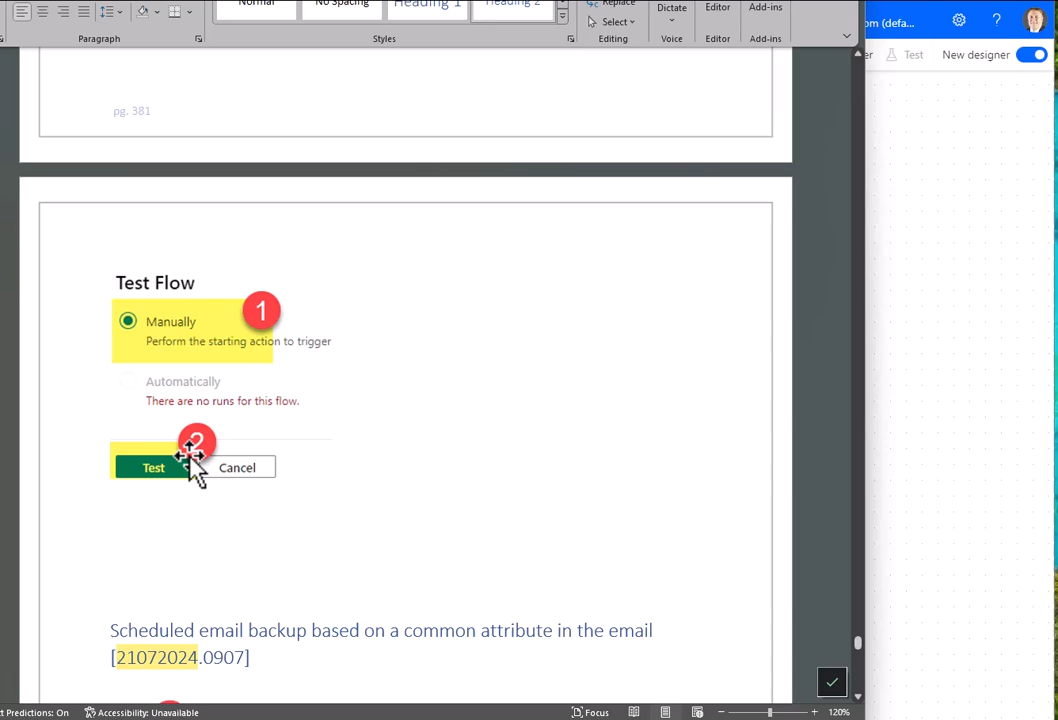 Normal
No Spacing
Heading 1
Heading 2
Replace
Select
Dictate
Editor
Add-ins
Paragraph
Styles
Editing
Voice
Editor
Add-ins
om (defa...
?
er
Test
New designer
pg. 381
Test Flow
1
Manually
Perform the starting action to trigger
Automatically
There are no runs for this flow.
2
Test
Cancel
Scheduled email backup based on a common attribute in the email
[21072024.0907]
t Predictions: On
Accessibility: Unavailable
Focus
120%